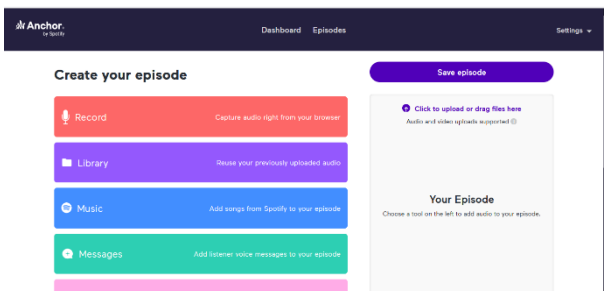 Anchor
by Spotify
Dashboard Episodes
Settings
Create your episode
Save episode
Record
Capture audio right from your browser
Click to upload or drag files here
Audio and video uploads supported
Library
Reuse your previously uploaded audio
Music
Add songs from Spotify to your episode
Your Episode
Choose a tool on the left to add audio to your episode.
Messages
Add listener voice messages to your episode